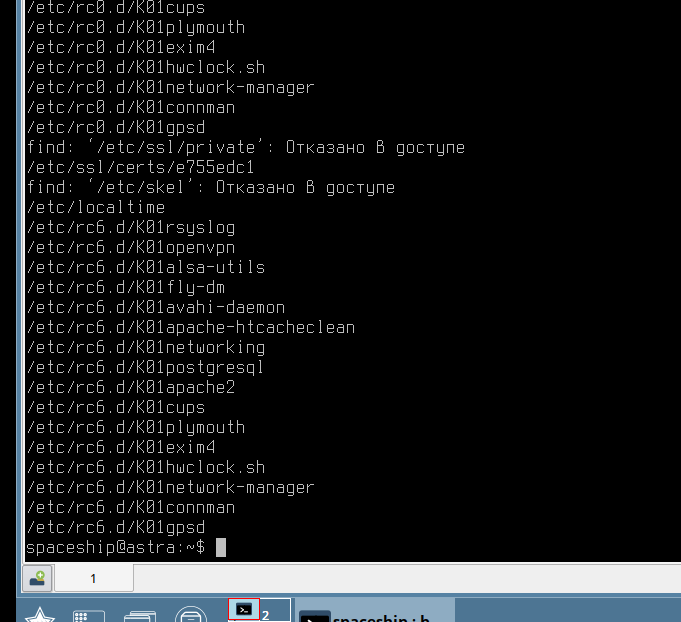 /etc/rc0.d/K01cups
/etc/rc0.d/K01plymouth
/etc/rc0.d/K01exim4
/etc/rc0.d/K01hwclock.sh
/etc/rc0.d/K01network-manager
/etc/rc0.d/K01connman
/etc/rc0.d/K01gpsd
find: ‘/etc/ssl/private’: Отказано в доступе
/etc/ssl/certs/e755edc1
find: ‘/etc/skel’: Отказано в доступе
/etc/localtime
/etc/rc6.d/K01rsyslog
/etc/rc6.d/K01openvpn
/etc/rc6.d/K01alsa-utils
/etc/rc6.d/K01fly-dm
/etc/rc6.d/K01avahi-daemon
/etc/rc6.d/K01apache-htcacheclean
/etc/rc6.d/K01networking
/etc/rc6.d/K01postgresql
/etc/rc6.d/K01apache2
/etc/rc6.d/K01cups
/etc/rc6.d/K01plymouth
/etc/rc6.d/K01exim4
/etc/rc6.d/K01hwclock.sh
/etc/rc6.d/K01network-manager
/etc/rc6.d/K01connman
/etc/rc6.d/K01gpsd
spaceship@astra:~$
1
2
spaceship : b